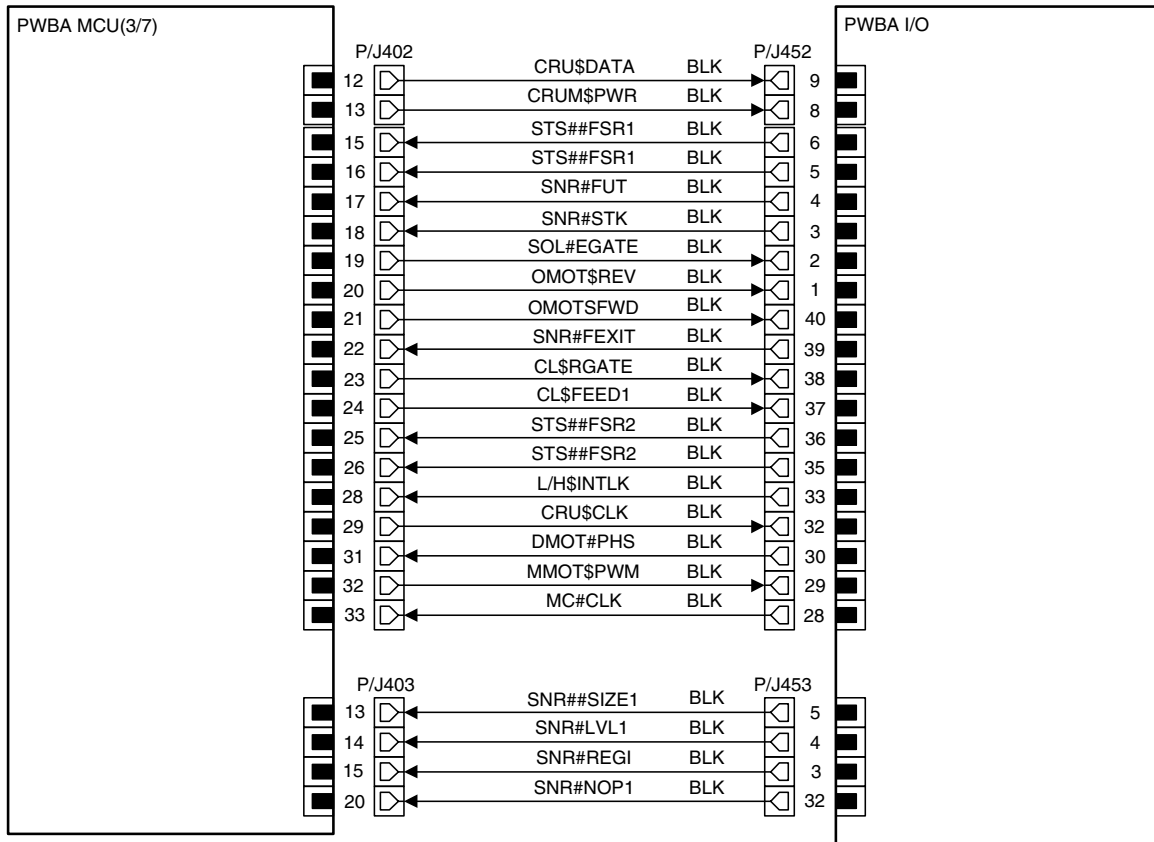 PWBA MCU(3/7) PWBA I/O
P/J402 P/J452
12 CRU$DATA BLK 9
13 CRUM$PWR BLK 8
15 STS##FSR1 BLK 6
16 STS##FSR1 BLK 5
17 SNR#FUT BLK 4
18 SNR#STK BLK 3
19 SOL#EGATE BLK 2
20 OMOT$REV BLK 1
21 OMOTSFWD BLK 40
22 SNR#FEXIT BLK 39
23 CL$RGATE BLK 38
24 CL$FEED1 BLK 37
25 STS##FSR2 BLK 36
26 STS##FSR2 BLK 35
28 L/H$INTLK BLK 33
29 CRU$CLK BLK 32
31 DMOT#PHS BLK 30
32 MMOT$PWM BLK 29
33 MC#CLK BLK 28
P/J403 P/J453
13 SNR##SIZE1 BLK 5
14 SNR#LVL1 BLK 4
15 SNR#REGI BLK 3
20 SNR#NOP1 BLK 32